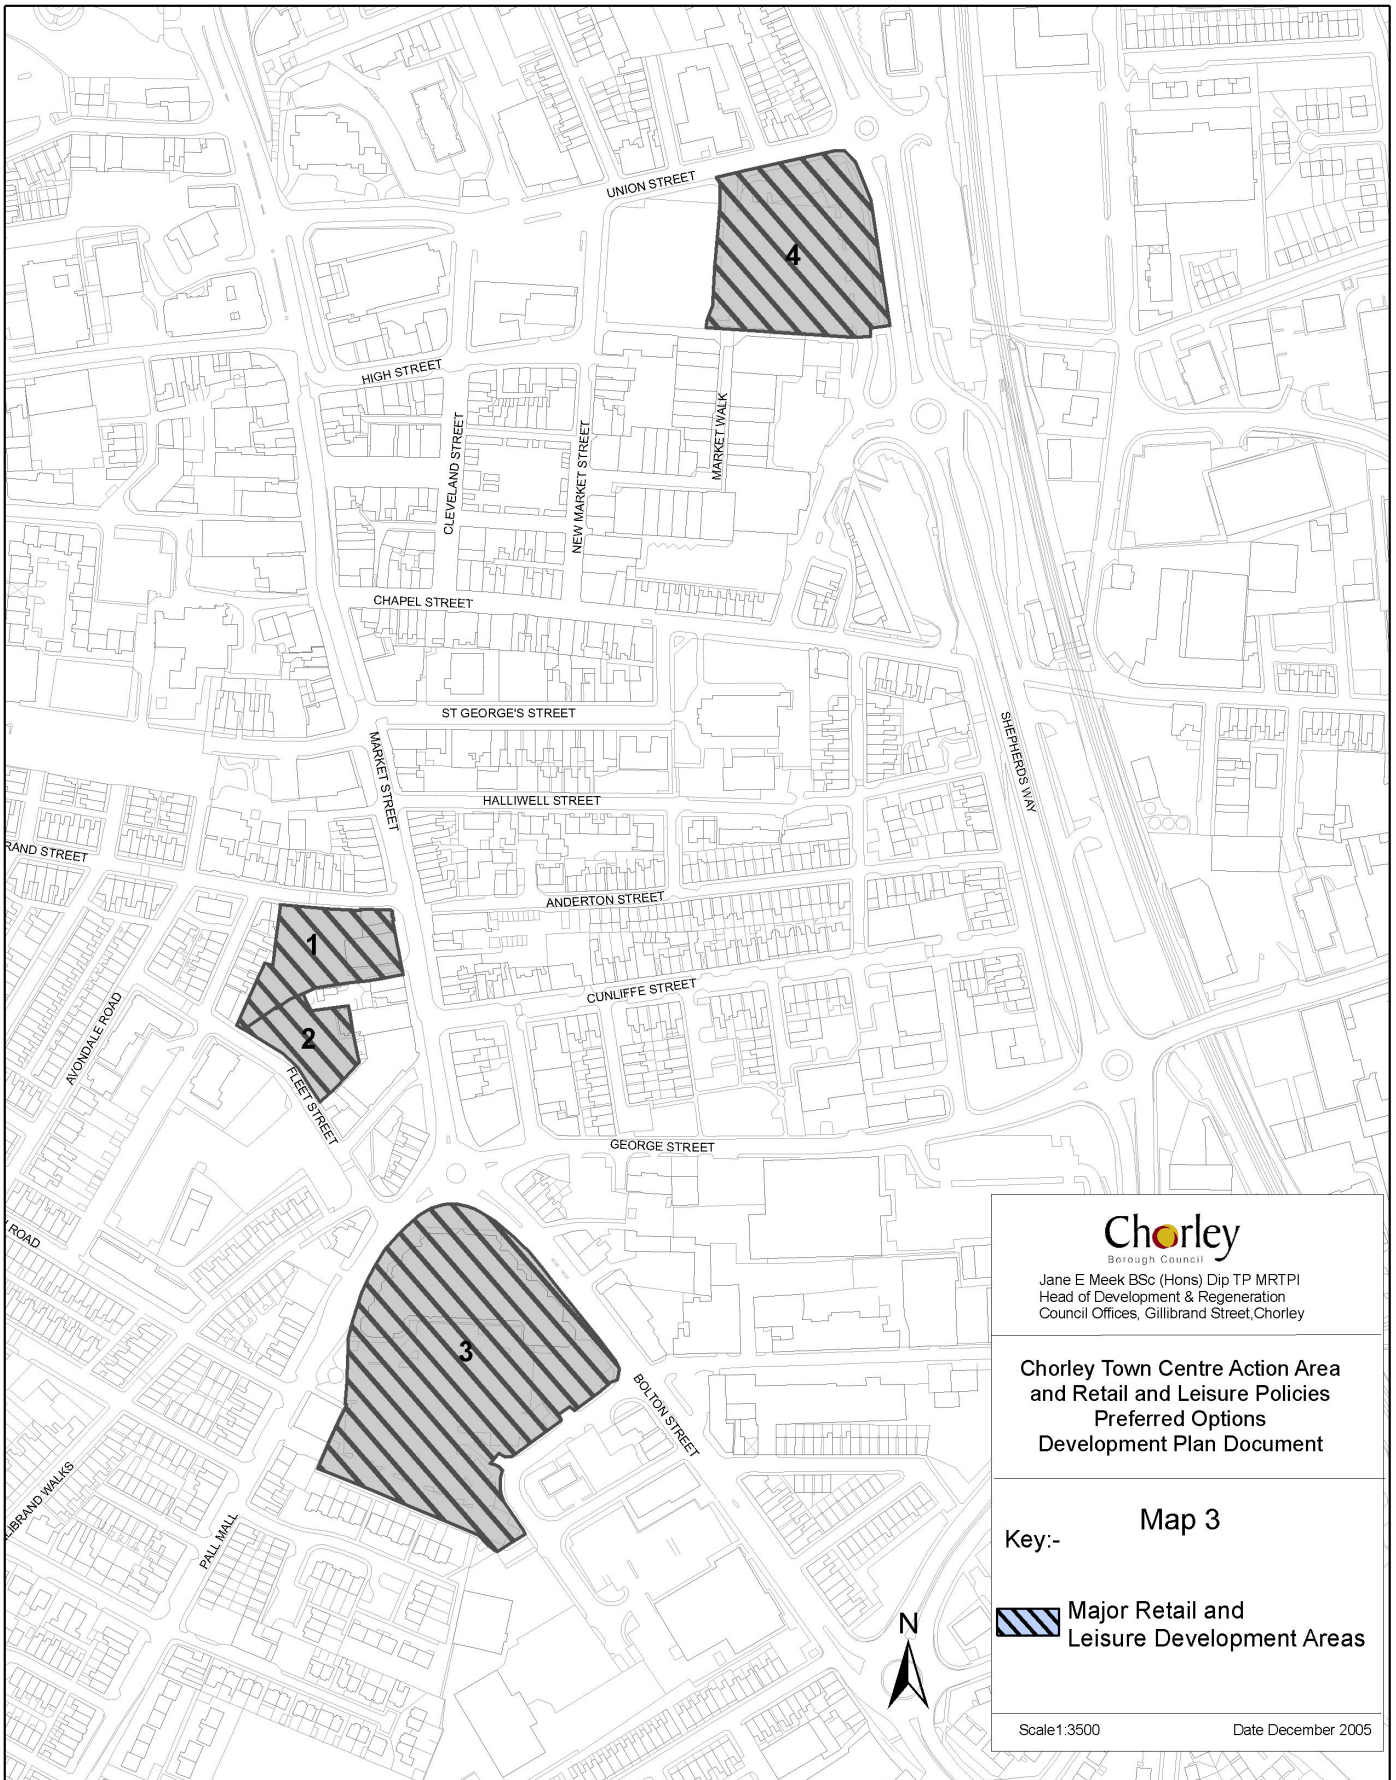 UNION STREET
4
HIGH STREET
MARKET WALK
CLEVELAND STREET
NEW MARKET STREET
CHAPEL STREET
ST GEORGE'S STREET
MARKET STREET
SHEPHERDS WAY
HALLIWELL STREET
RAND STREET
ANDERTON STREET
1
CUNLIFFE STREET
AVONDALE ROAD
2
FLEET STREET
GEORGE STREET
ROAD
3
BOLTON STREET
LIBRAND WALKS
PALL MALL
N
Chorley
Borough Council
Jane E Meek BSc (Hons) Dip TP MRTPI
Head of Development & Regeneration
Council Offices, Gillibrand Street,Chorley
Chorley Town Centre Action Area
and Retail and Leisure Policies
Preferred Options
Development Plan Document
Map 3
Key:-
Major Retail and
Leisure Development Areas
Scale1:3500
Date December 2005